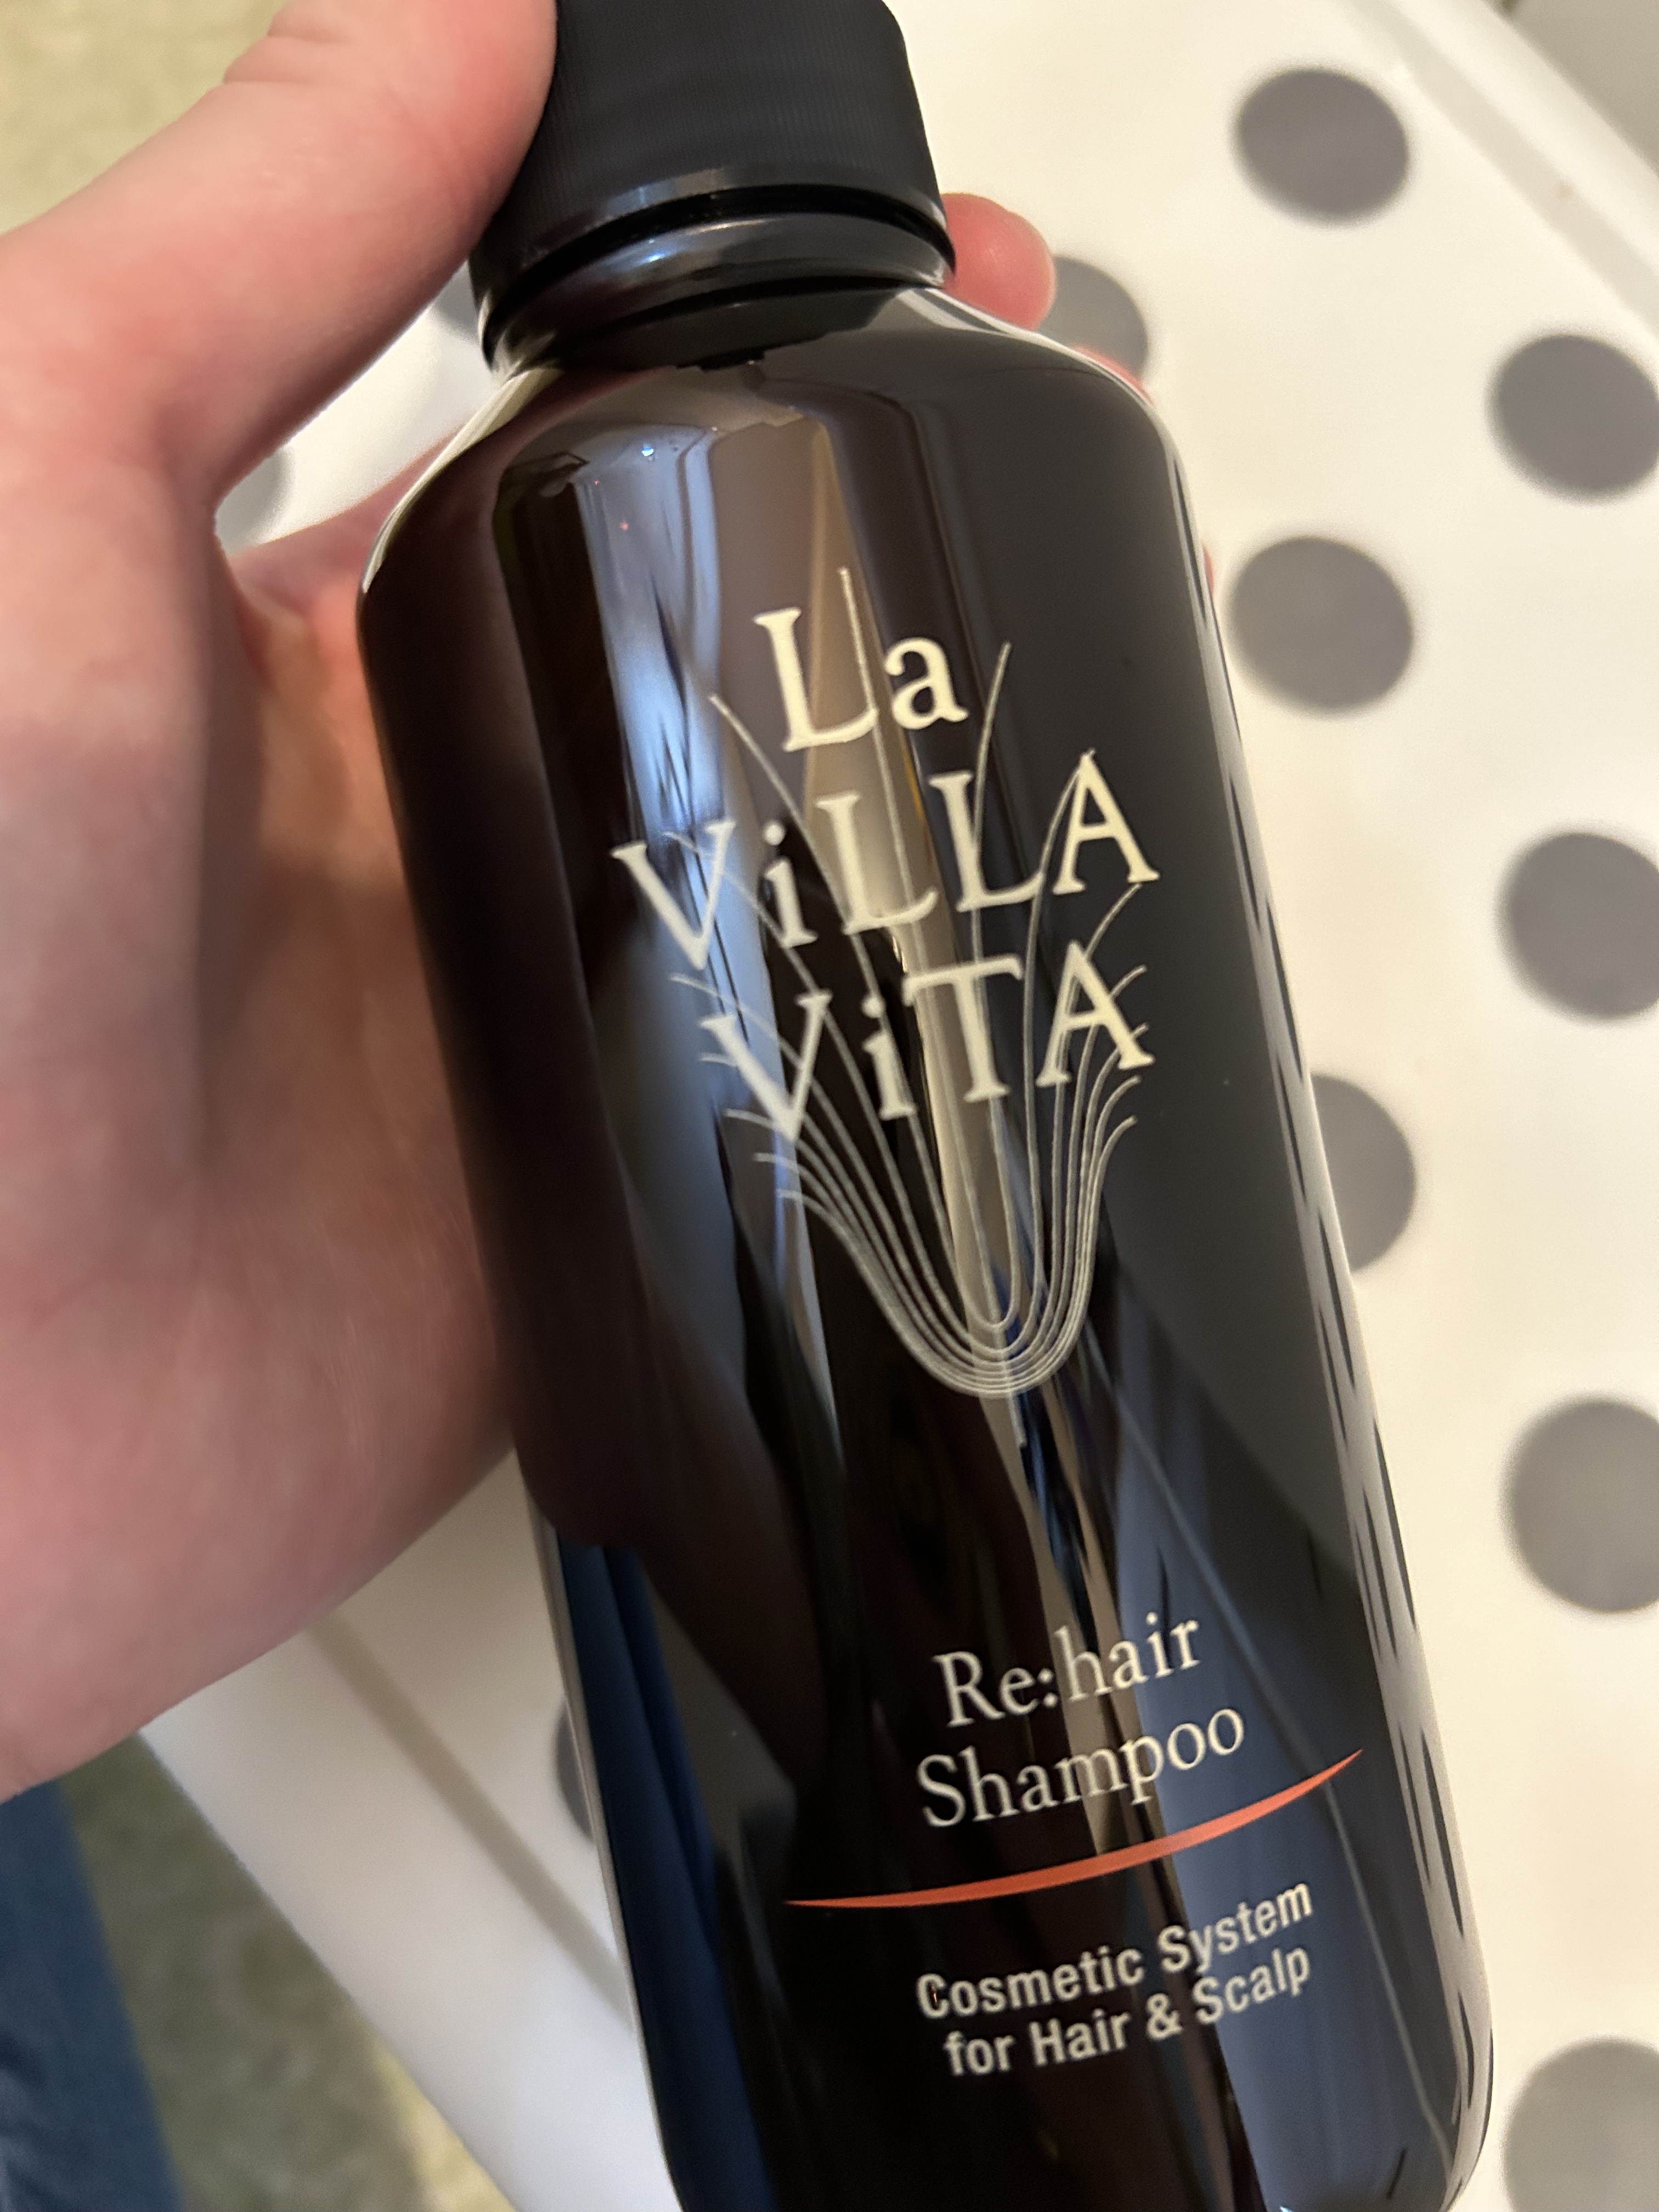 La
ViLLA
ViTA
Re:hair
Shampoo
Cosmetic System
for Hair & Scalp